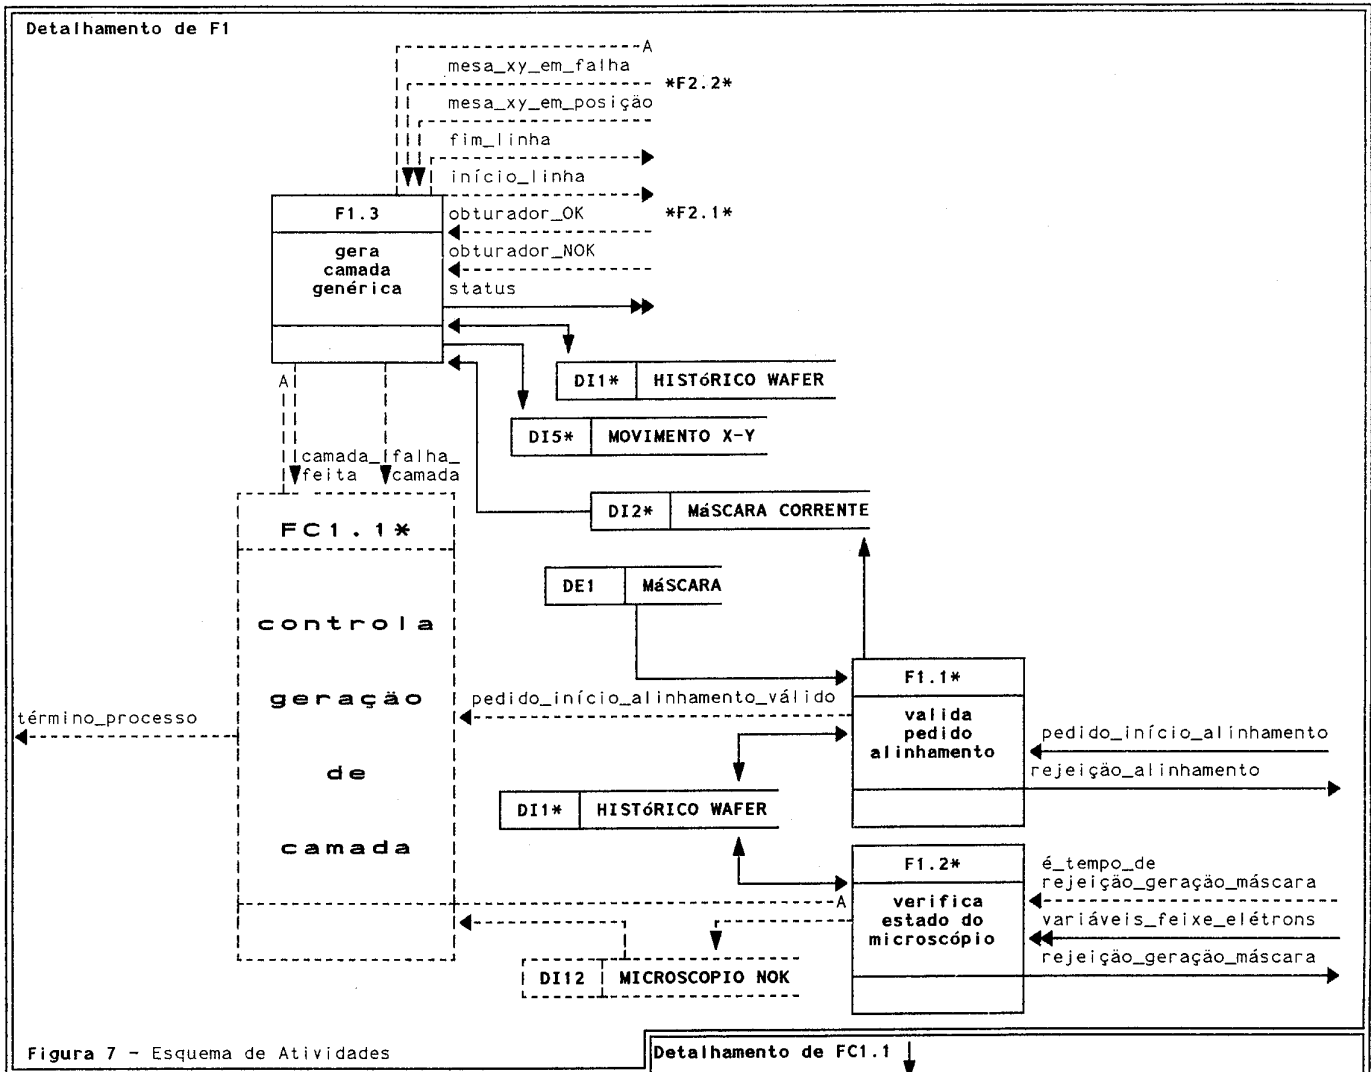 Detalhamento de F1
A
mesa_xy_em_falha
*F2.2*
mesa_xy_em_posição
fim_linha
início_linha
F1.3
obturador_OK
*F2.1*
gera
camada
genérica
obturador_NOK
status
DI1* HISTóRICO WAFER
A
DI5* MOVIMENTO X-Y
camada_
feita
falha_
camada
DI2* MáSCARA CORRENTE
FC1.1*
DE1 MáSCARA
controla
geração
de
camada
F1.1*
pedido_início_alinhamento_válido
término_processo
valida
pedido
alinhamento
pedido_início_alinhamento
rejeição_alinhamento
DI1* HISTóRICO WAFER
F1.2*
é_tempo_de
rejeição_geração_máscara
A
verifica
estado do
microscópio
variáveis_feixe_elétrons
rejeição_geração_máscara
DI12 MICROSCOPIO NOK
Figura 7 - Esquema de Atividades
Detalhamento de FC1.1